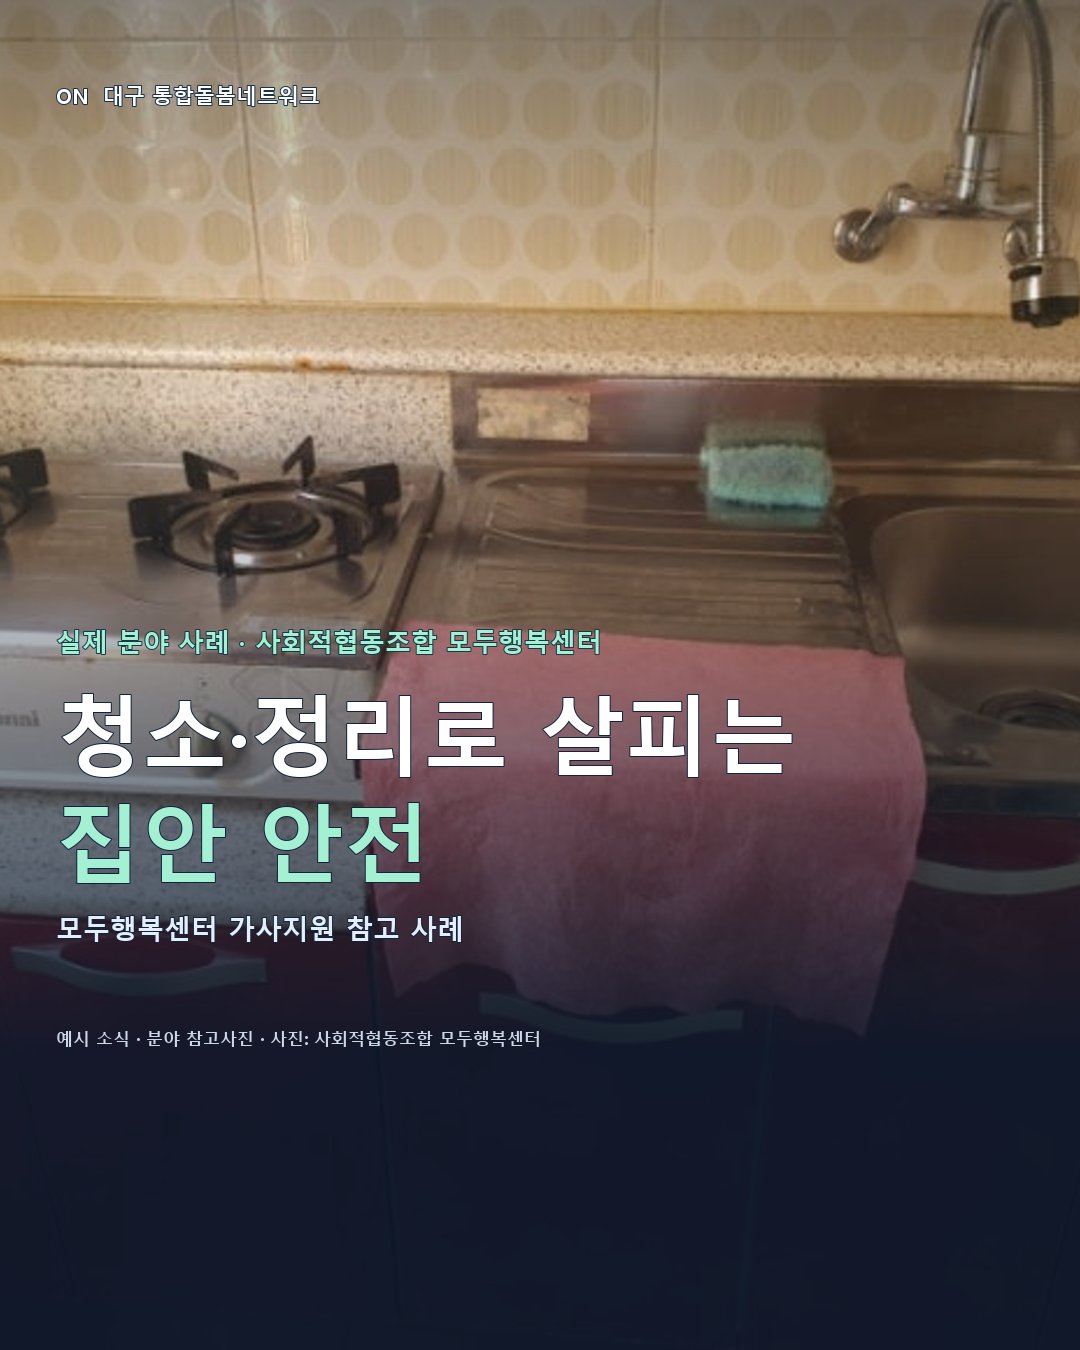 ON 대구 통합돌봄네트워크
실제 분야 사례 · 사회적협동조합 모두행복센터
청소·정리로 살피는
집안 안전
모두행복센터 가사지원 참고 사례
예시 소식 · 분야 참고사진 · 사진: 사회적협동조합 모두행복센터